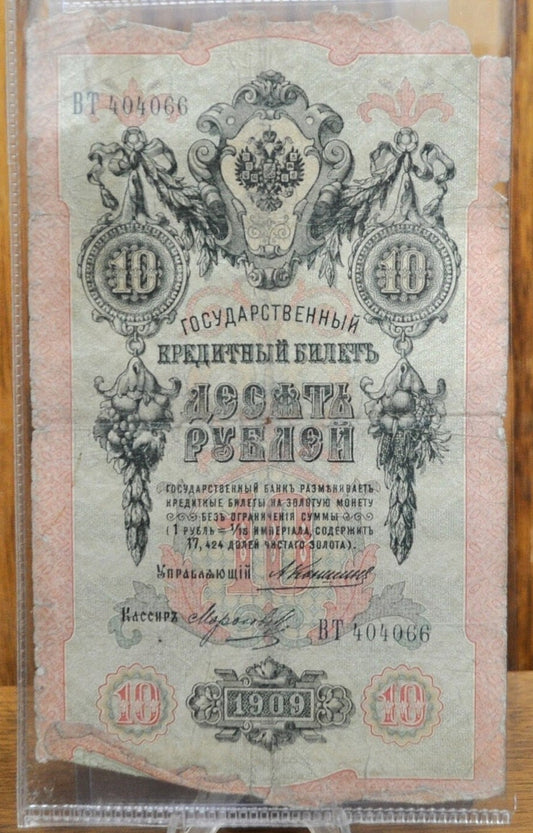 ВТ 404066
10 10
ГОСУДАРСТВЕННЫЙ
КРЕДИТНЫЙ БИЛЕТЪ
ДЕСЯТЬ
РУБЛЕЙ
ГОСУДАРСТВЕННЫЙ БАНКЪ РАЗМѢНИВАЕТЪ
КРЕДИТНЫЕ БИЛЕТЫ НА ЗОЛОТУЮ МОНЕТУ
БЕЗЪ ОГРАНИЧЕНІЯ СУММЫ
(1 РУБЛЬ = 1/15 ИМПЕРІАЛА, СОДЕРЖИТЪ
17,424 ДОЛЕЙ ЧИСТАГО ЗОЛОТА).
УПРАВЛЯЮЩІЙ
КАССИРЪ
ВТ 404066
10 1909 10